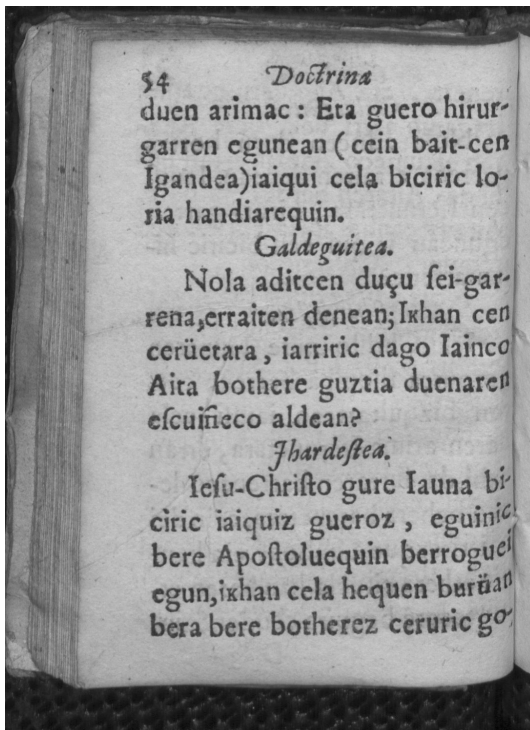 54 Doctrina
duen arimac : Eta guero hirur-
garren egunean ( cein bait-cen
Igandea)iaiqui cela biciric lo-
ria handiarequin.
Galdeguitea.
Nola aditcen duçu ſei-gar-
rena,erraiten denean; Iĸhan cen
cerüetara , iarriric dago Iainco
Aita bothere guztia duenaren
eſcuiñeco aldean?
Jhardeſtea.
Ieſu-Chriſto gure Iauna bi-
ciric iaiquiz gueroz , eguinic
bere Apoſtoluequin berroguei
egun,iĸhan cela hequen burüan
bera bere botherez ceruric go-